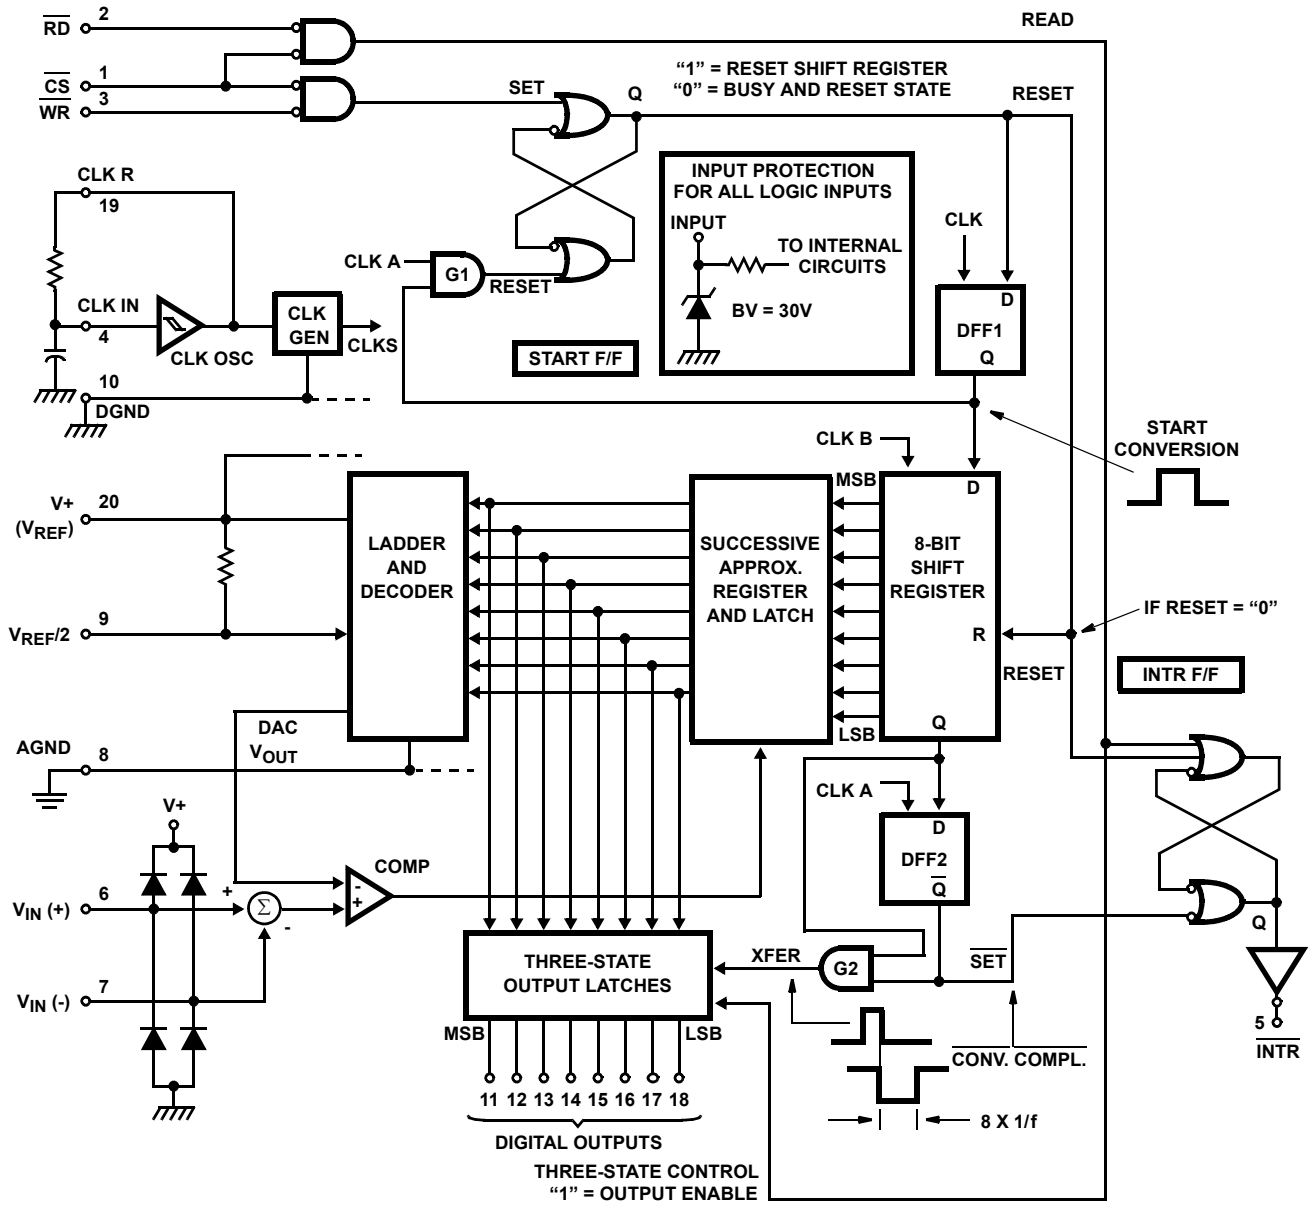 READ
2
RD
1
CS
3
WR
SET
Q
"1" = RESET SHIFT REGISTER
"0" = BUSY AND RESET STATE
RESET
CLK R
19
CLK IN
4
CLK OSC
CLK
GEN
CLKS
10
DGND
CLK A
G1
RESET
START F/F
INPUT PROTECTION
FOR ALL LOGIC INPUTS
INPUT
TO INTERNAL
CIRCUITS
BV = 30V
CLK
D
DFF1
Q
START
CONVERSION
CLK B
V+
(VREF)
20
LADDER
AND
DECODER
MSB
SUCCESSIVE
APPROX.
REGISTER
AND LATCH
LSB
D
8-BIT
SHIFT
REGISTER
R
Q
VREF/2
9
IF RESET = "0"
RESET
INTR F/F
DAC
VOUT
AGND
8
CLK A
D
DFF2
Q
V+
COMP
-
+
VIN (+)
6
+
Σ
-
VIN (-)
7
THREE-STATE
OUTPUT LATCHES
XFER
G2
SET
Q
5
INTR
MSB
LSB
CONV. COMPL.
11 12 13 14 15 16 17 18
8 X 1/f
DIGITAL OUTPUTS
THREE-STATE CONTROL
"1" = OUTPUT ENABLE